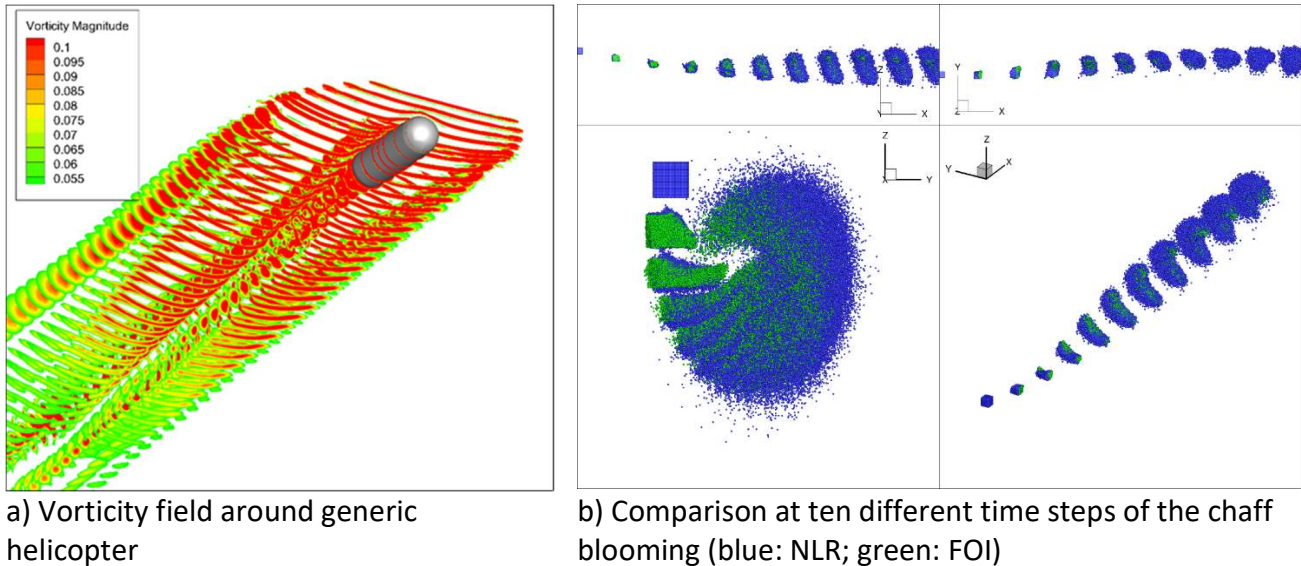 Vorticity Magnitude
0.1
0.095
0.09
0.085
0.08
0.075
0.07
0.065
0.06
0.055
Z
Y X
Y
Z X
Z
X Y
Z
Y X
a) Vorticity field around generic
helicopter
b) Comparison at ten different time steps of the chaff
blooming (blue: NLR; green: FOI)